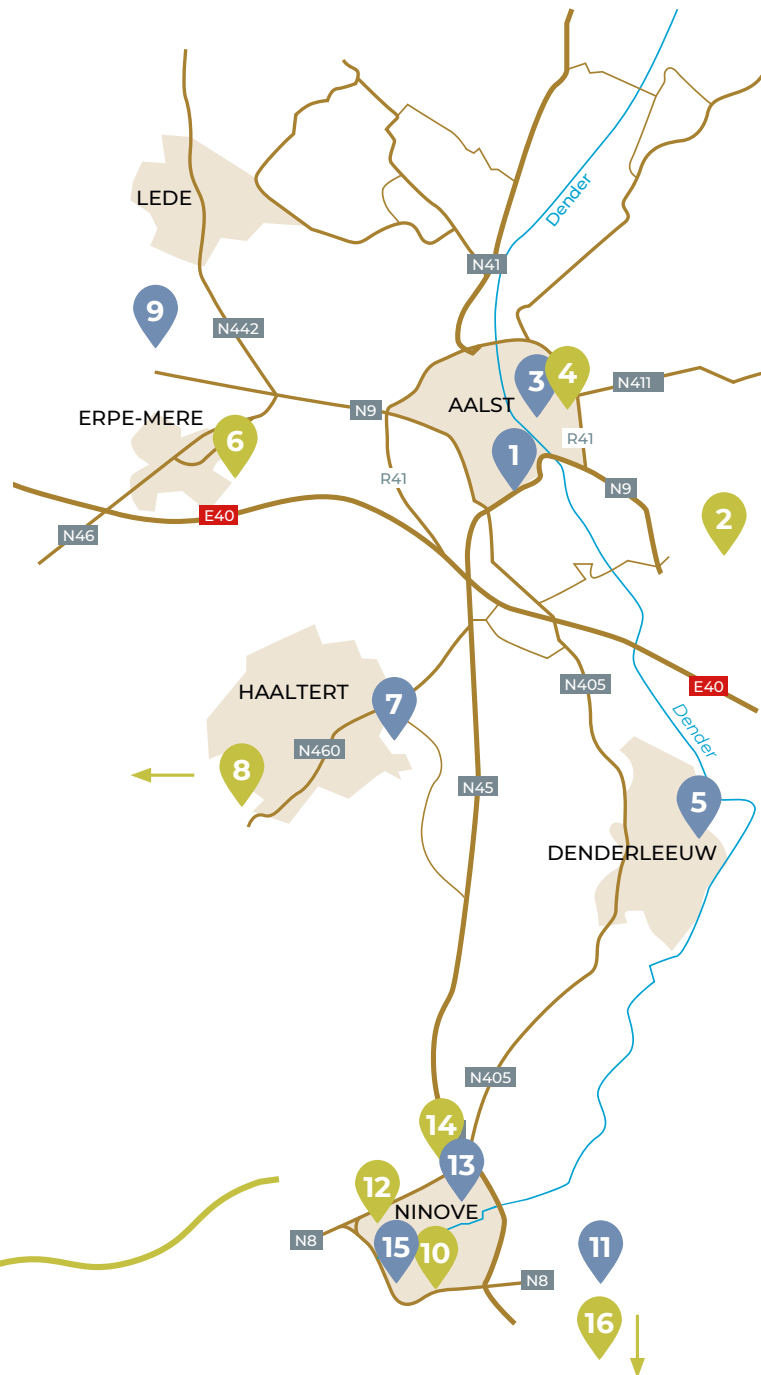 Dender
LEDE
N41
9
N442
3
4
N411
N9
AALST
ERPE-MERE
6
R41
1
R41
N9
2
E40
N46
HAALTERT
N405
E40
7
Dender
N460
8
N45
5
DENDERLEEUW
N405
14
13
12
NINOVE
N8
15
10
11
N8
16